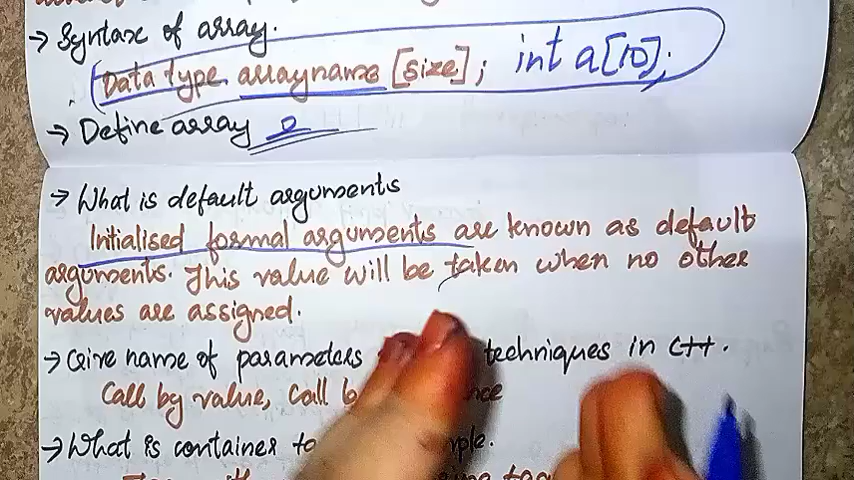 → Syntax of array.
Data type arrayname [size]; int a[10].
→ Define array
→ What is default arguments
Initialised formal arguments are known as default
arguments. This value will be taken when no other
values are assigned.
→ Give name of parameters techniques in C++.
Call by value, Call
→ What is container